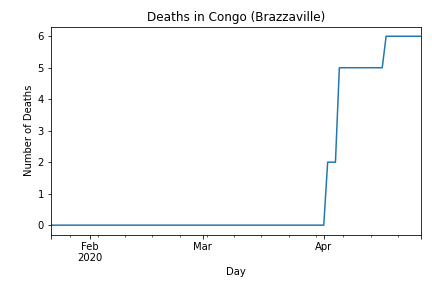 Deaths in Congo (Brazzaville)
6
5
4
3
2
1
0
Number of Deaths
Feb
2020
Mar
Apr
Day